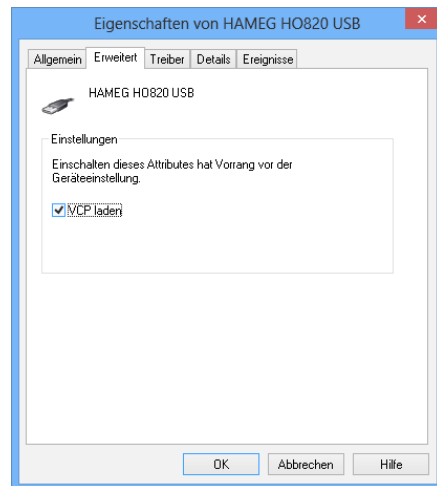 Eigenschaften von HAMEG HO820 USB
Allgemein Erweitert Treiber Details Ereignisse
HAMEG HO820 USB
Einstellungen
Einschalten dieses Attributes hat Vorrang vor der
Geräteeinstellung.
VCP laden
OK Abbrechen Hilfe